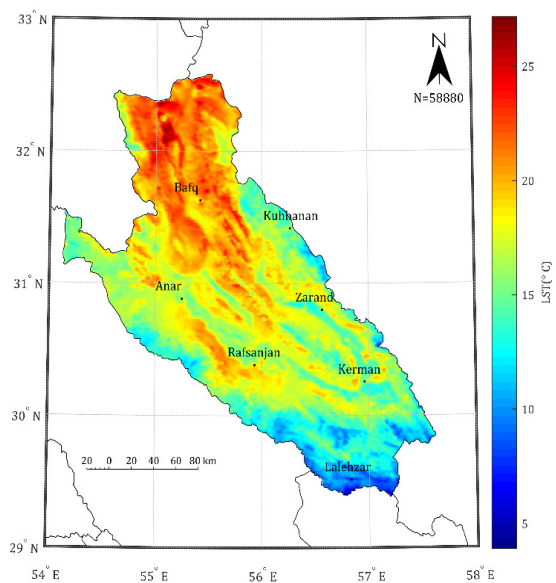 33° N
N
N=58880
25
32° N
20
Bafq
Kuhbanan
LST(° C)
31° N
Anar
Zarand
15
Rafsanjan
Kerman
30° N
10
20 0 20 40 60 80 km
Lalehzar
5
29° N
54° E 55° E 56° E 57° E 58° E